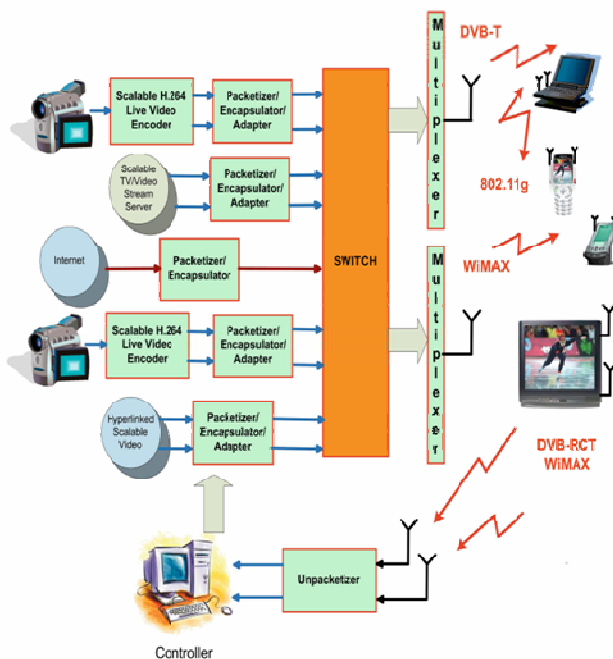 DVB-T
Multiplexer
Scalable H.264
Live Video
Encoder
Packetizer/
Encapsulator/
Adapter
Scalable
TV/Video
Stream
Server
Packetizer/
Encapsulator/
Adapter
802.11g
Internet
Packetizer/
Encapsulator
SWITCH
WiMAX
Multiplexer
Scalable H.264
Live Video
Encoder
Packetizer/
Encapsulator/
Adapter
Hyperlinked
Scalable
Video
Packetizer/
Encapsulator/
Adapter
DVB-RCT
WiMAX
Unpacketizer
Controller